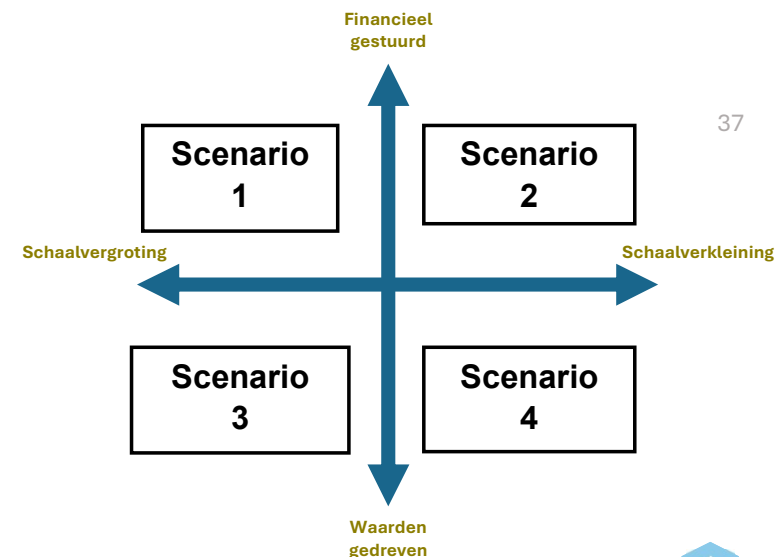 Financieel
gestuurd
37
Scenario
1
Scenario
2
Schaalvergroting
Schaalverkleining
Scenario
3
Scenario
4
Waarden
gedreven